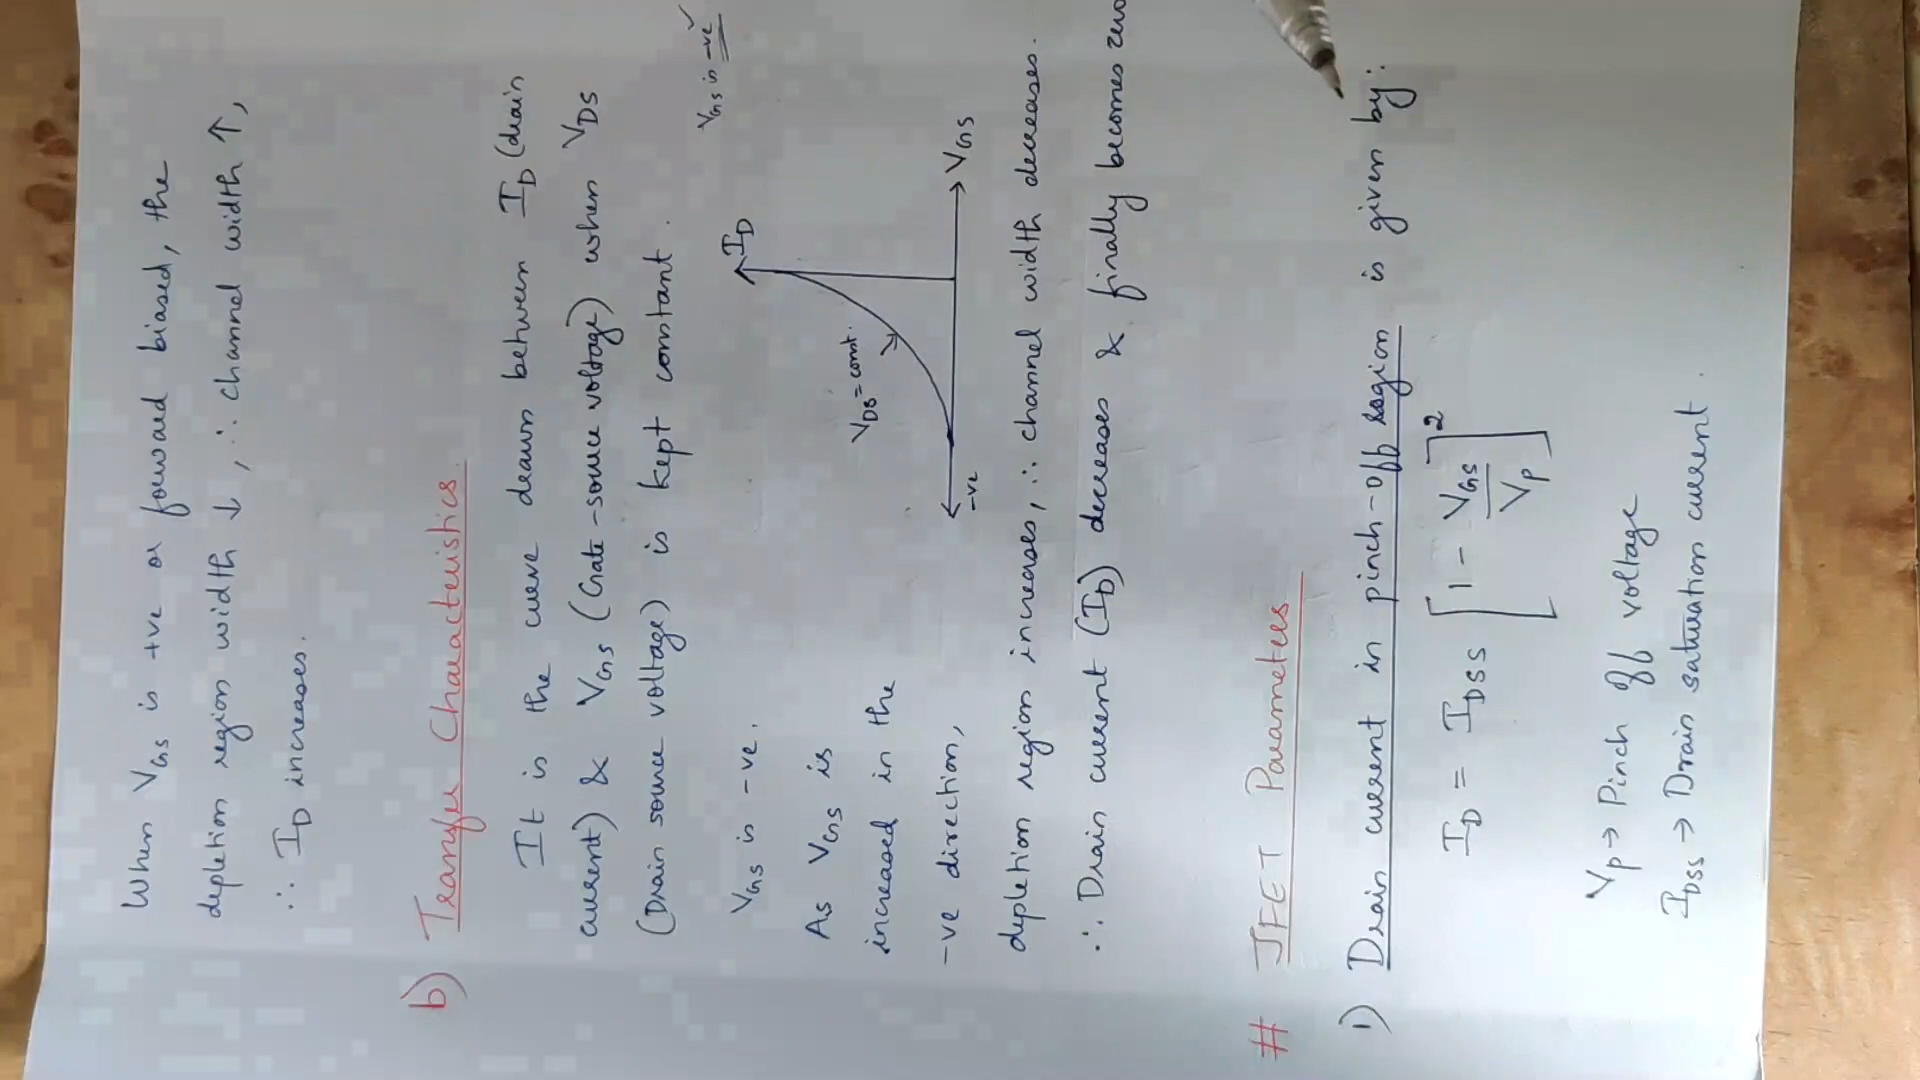 When VGS is +ve or forward biased, the
depletion region width ↓, ∴ channel width ↑,
∴ ID increases.
b) Transfer Characteristics
It is the curve drawn between ID (drain
current) & VGS (Gate-source voltage) when VDS
(Drain source voltage) is kept constant.
VGS is -ve ✓
VGS is -ve.
As VGS is
increased in the
-ve direction,
ID
VDS = const.
VGS
-ve
depletion region increases, ∴ channel width decreases.
∴ Drain current (ID) decreases & finally becomes zero
# JFET Parameters
1) Drain current in pinch-off region is given by:
ID = IDSS [1 - VGS/VP]²
VP → Pinch off voltage
IDSS → Drain saturation current.